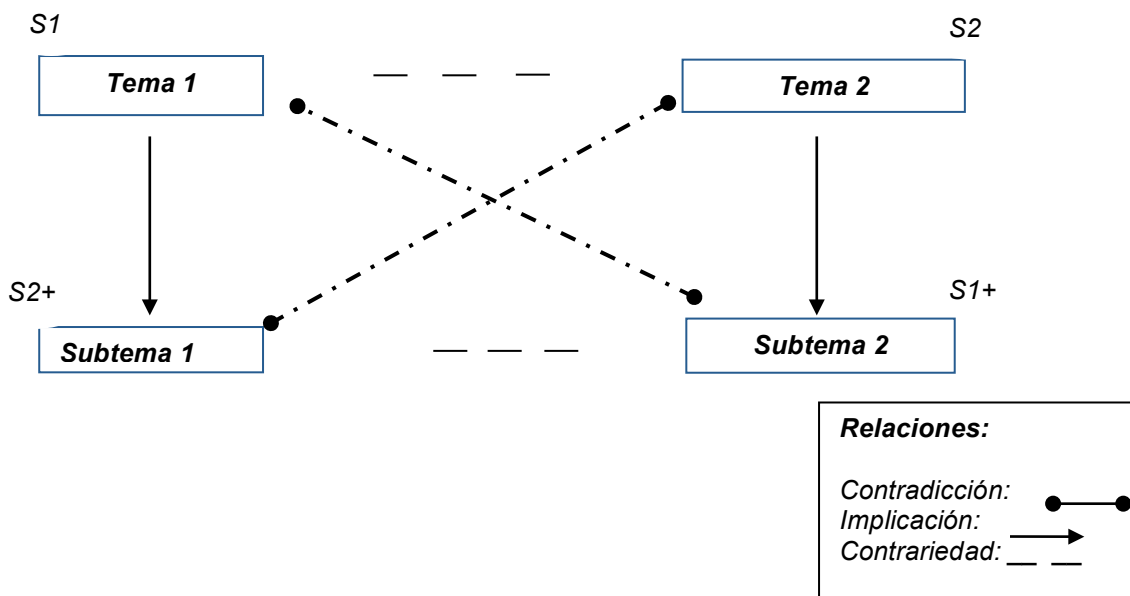 S1
S2
Tema 1
Tema 2
S2+
S1+
Subtema 1
Subtema 2
Relaciones:
Contradicción:
Implicación:
Contrariedad: